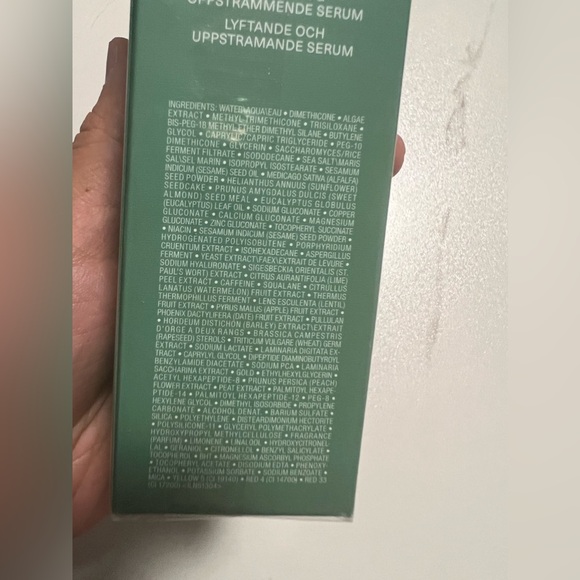 UPPSTRAMMENDE SERUM
LYFTANDE OCH
UPPSTRAMANDE SERUM
INGREDIENTS: WATER\AQUA\EAU • DIMETHICONE • ALGAE
EXTRACT • METHYL TRIMETHICONE • TRISILOXANE •
BIS-PEG-18 METHYL ETHER DIMETHYL SILANE • BUTYLENE
GLYCOL • CAPRYLIC CAPRIC TRIGLYCERIDE • PEG-10
DIMETHICONE • GLYCERIN • SACCHAROMYCES/RICE
FERMENT FILTRATE • ISODODECANE • SEA SALT\MARIS
SAL\SEL MARIN • ISOPROPYL ISOSTEARATE • SESAMUM
INDICUM (SESAME) SEED OIL • MEDICAGO SATIVA (ALFALFA)
SEED POWDER • HELIANTHUS ANNUUS (SUNFLOWER)
SEEDCAKE • PRUNUS AMYGDALUS DULCIS (SWEET
ALMOND) SEED MEAL • EUCALYPTUS GLOBULUS
(EUCALYPTUS) LEAF OIL • SODIUM GLUCONATE • COPPER
GLUCONATE • CALCIUM GLUCONATE • MAGNESIUM
GLUCONATE • ZINC GLUCONATE • TOCOPHERYL SUCCINATE
• NIACIN • SESAMUM INDICUM (SESAME) SEED POWDER •
HYDROGENATED POLYISOBUTENE • PORPHYRIDIUM
CRUENTUM EXTRACT • ISOHEXADECANE • ASPERGILLUS
FERMENT • YEAST EXTRACT\FAEX\EXTRAIT DE LEVURE •
SODIUM HYALURONATE • SIGESBECKIA ORIENTALIS (ST.
PAUL'S WORT) EXTRACT • CITRUS AURANTIFOLIA (LIME)
PEEL EXTRACT • CAFFEINE • SQUALANE • CITRULLUS
LANATUS (WATERMELON) FRUIT EXTRACT • THERMUS
THERMOPHILLUS FERMENT • LENS ESCULENTA (LENTIL)
FRUIT EXTRACT • PYRUS MALUS (APPLE) FRUIT EXTRACT •
PHOENIX DACTYLIFERA (DATE) FRUIT EXTRACT • PULLULAN
• HORDEUM DISTICHON (BARLEY) EXTRACT\EXTRAIT
D'ORGE A DEUX RANGS • BRASSICA CAMPESTRIS
(RAPESEED) STEROLS • TRITICUM VULGARE (WHEAT) GERM
EXTRACT • SODIUM LACTATE • LAMINARIA DIGITATA EX-
TRACT • CAPRYLYL GLYCOL • DIPEPTIDE DIAMINOBUTYROYL
BENZYLAMIDE DIACETATE • SODIUM PCA • LAMINARIA
SACCHARINA EXTRACT • GOLD • ETHYLHEXYLGLYCERIN •
ACETYL HEXAPEPTIDE-8 • PRUNUS PERSICA (PEACH)
FLOWER EXTRACT • PEAT EXTRACT • PALMITOYL HEXAPE-
PTIDE-14 • PALMITOYL HEXAPEPTIDE-12 • PEG-8 •
HEXYLENE GLYCOL • DIMETHYL ISOSORBIDE • PROPYLENE
CARBONATE • ALCOHOL DENAT. • BARIUM SULFATE •
SILICA • POLYETHYLENE • DISTEARDIMONIUM HECTORITE
• POLYSILICONE-11 • GLYCERYL POLYMETHACRYLATE •
HYDROXYPROPYL METHYLCELLULOSE • FRAGRANCE
(PARFUM) • LIMONENE • LINALOOL • HYDROXYCITRONEL-
LAL • GERANIOL • CITRONELLOL • BENZYL SALICYLATE •
TOCOPHEROL • BHT • MAGNESIUM ASCORBYL PHOSPHATE
• TOCOPHERYL ACETATE • DISODIUM EDTA • PHENOXY-
ETHANOL • POTASSIUM SORBATE • SODIUM BENZOATE •
MICA • YELLOW 5 (CI 19140) • RED 4 (CI 14700) • RED 33
(CI 17200)